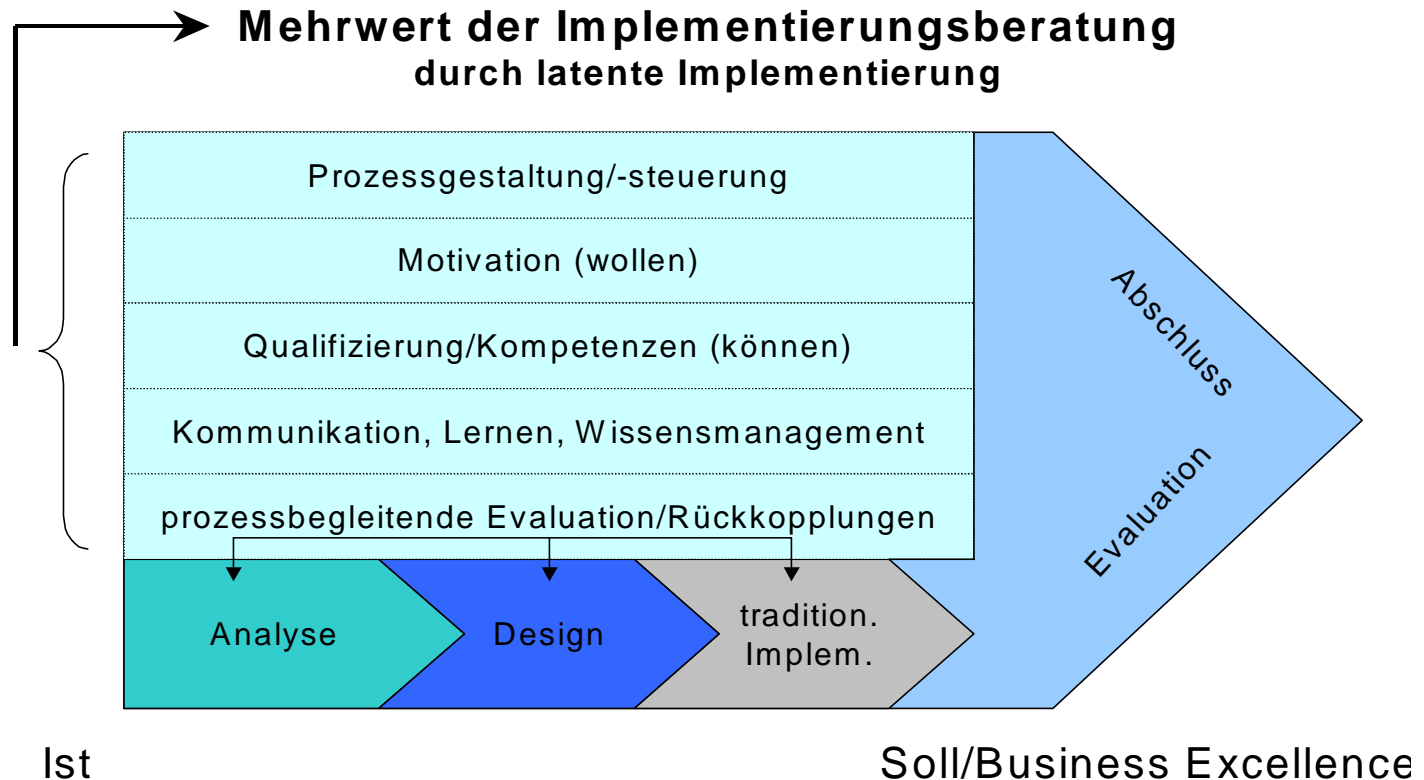 Mehrwert der Implementierungsberatung
durch latente Implementierung
Prozessgestaltung/-steuerung
Motivation (wollen)
Qualifizierung/Kompetenzen (können)
Kommunikation, Lernen, Wissensmanagement
prozessbegleitende Evaluation/Rückkopplungen
Abschluss
Evaluation
Analyse
Design
tradition.
Implem.
Ist
Soll/Business Excellence